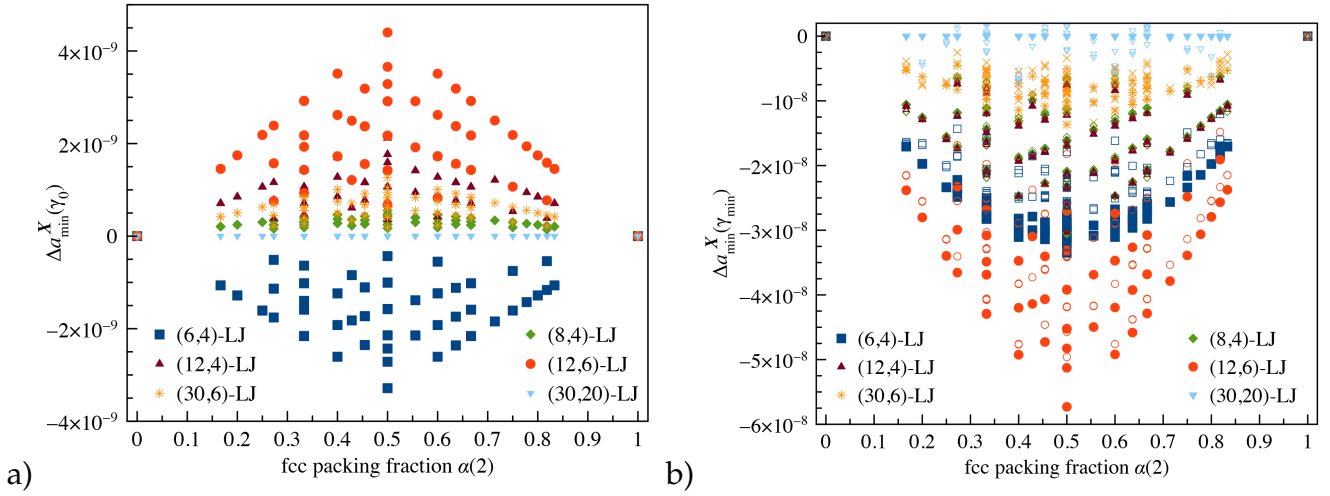 4×10⁻⁹
2×10⁻⁹
0
−2×10⁻⁹
−4×10⁻⁹
Δaᵡₘᵢₙ(γ₀)
(6,4)-LJ
(12,4)-LJ
(30,6)-LJ
(8,4)-LJ
(12,6)-LJ
(30,20)-LJ
0 0.1 0.2 0.3 0.4 0.5 0.6 0.7 0.8 0.9 1
fcc packing fraction α(2)
a)
0
−1×10⁻⁸
−2×10⁻⁸
−3×10⁻⁸
−4×10⁻⁸
−5×10⁻⁸
−6×10⁻⁸
Δaᵡₘᵢₙ(γₘᵢₙ)
(6,4)-LJ
(12,4)-LJ
(30,6)-LJ
(8,4)-LJ
(12,6)-LJ
(30,20)-LJ
0 0.1 0.2 0.3 0.4 0.5 0.6 0.7 0.8 0.9 1
fcc packing fraction α(2)
b)